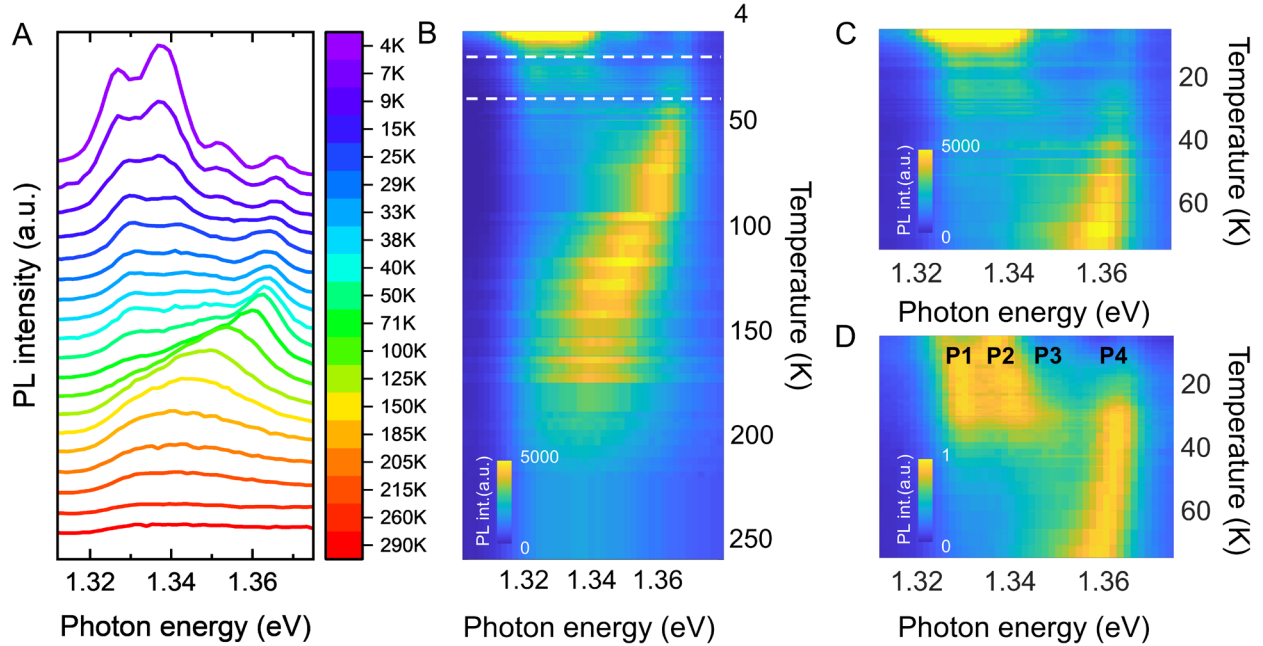 A
PL intensity (a.u.)
1.32 1.34 1.36
Photon energy (eV)
4K
7K
9K
15K
25K
29K
33K
38K
40K
50K
71K
100K
125K
150K
185K
205K
215K
260K
290K
B
4
50
100
150
200
250
Temperature (K)
5000
PL int.(a.u.)
0
1.32 1.34 1.36
Photon energy (eV)
C
20
40
60
Temperature (K)
5000
PL int.(a.u.)
0
1.32 1.34 1.36
Photon energy (eV)
D
P1 P2 P3 P4
20
40
60
Temperature (K)
1
PL int.(a.u.)
0
1.32 1.34 1.36
Photon energy (eV)